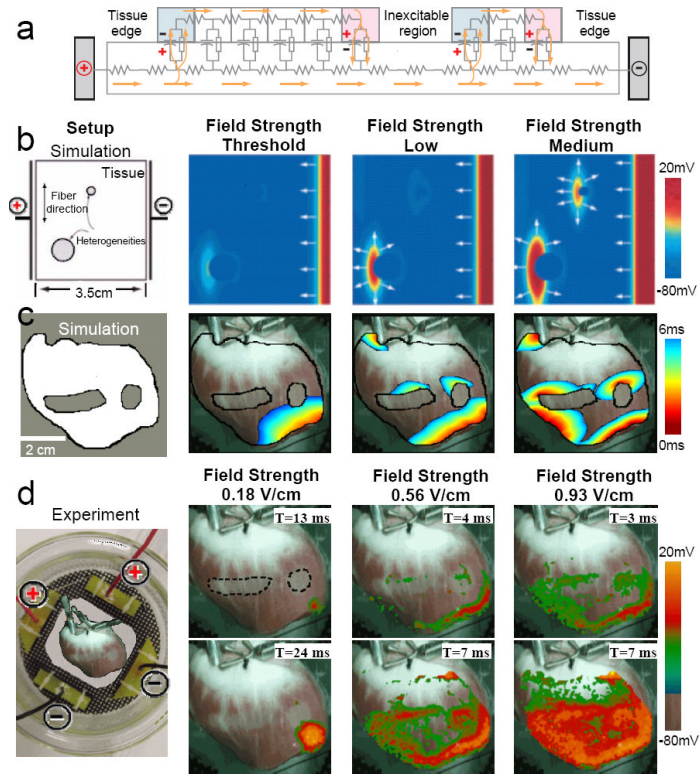 a
Tissue edge
Inexcitable region
Tissue edge
-
+
+
-
-
+
+
-
+
-
b
Setup
Simulation
Tissue
Fiber direction
Heterogeneities
+
-
3.5cm
Field Strength
Threshold
Field Strength
Low
Field Strength
Medium
20mV
-80mV
c
Simulation
2 cm
6ms
0ms
d
Experiment
+
+
-
-
Field Strength
0.18 V/cm
Field Strength
0.56 V/cm
Field Strength
0.93 V/cm
T=13 ms
T=4 ms
T=3 ms
T=24 ms
T=7 ms
T=7 ms
20mV
-80mV